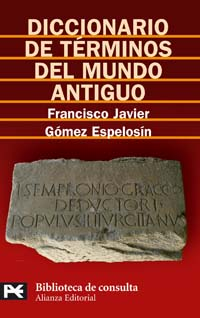 DICCIONARIO
DE TÉRMINOS
DEL MUNDO
ANTIGUO
Francisco Javier
Gómez Espelosín
SEMPRONIO GRACCO
DEDVCTORI
POPVLVS ILIVRGITANVS
Biblioteca de consulta
Alianza Editorial